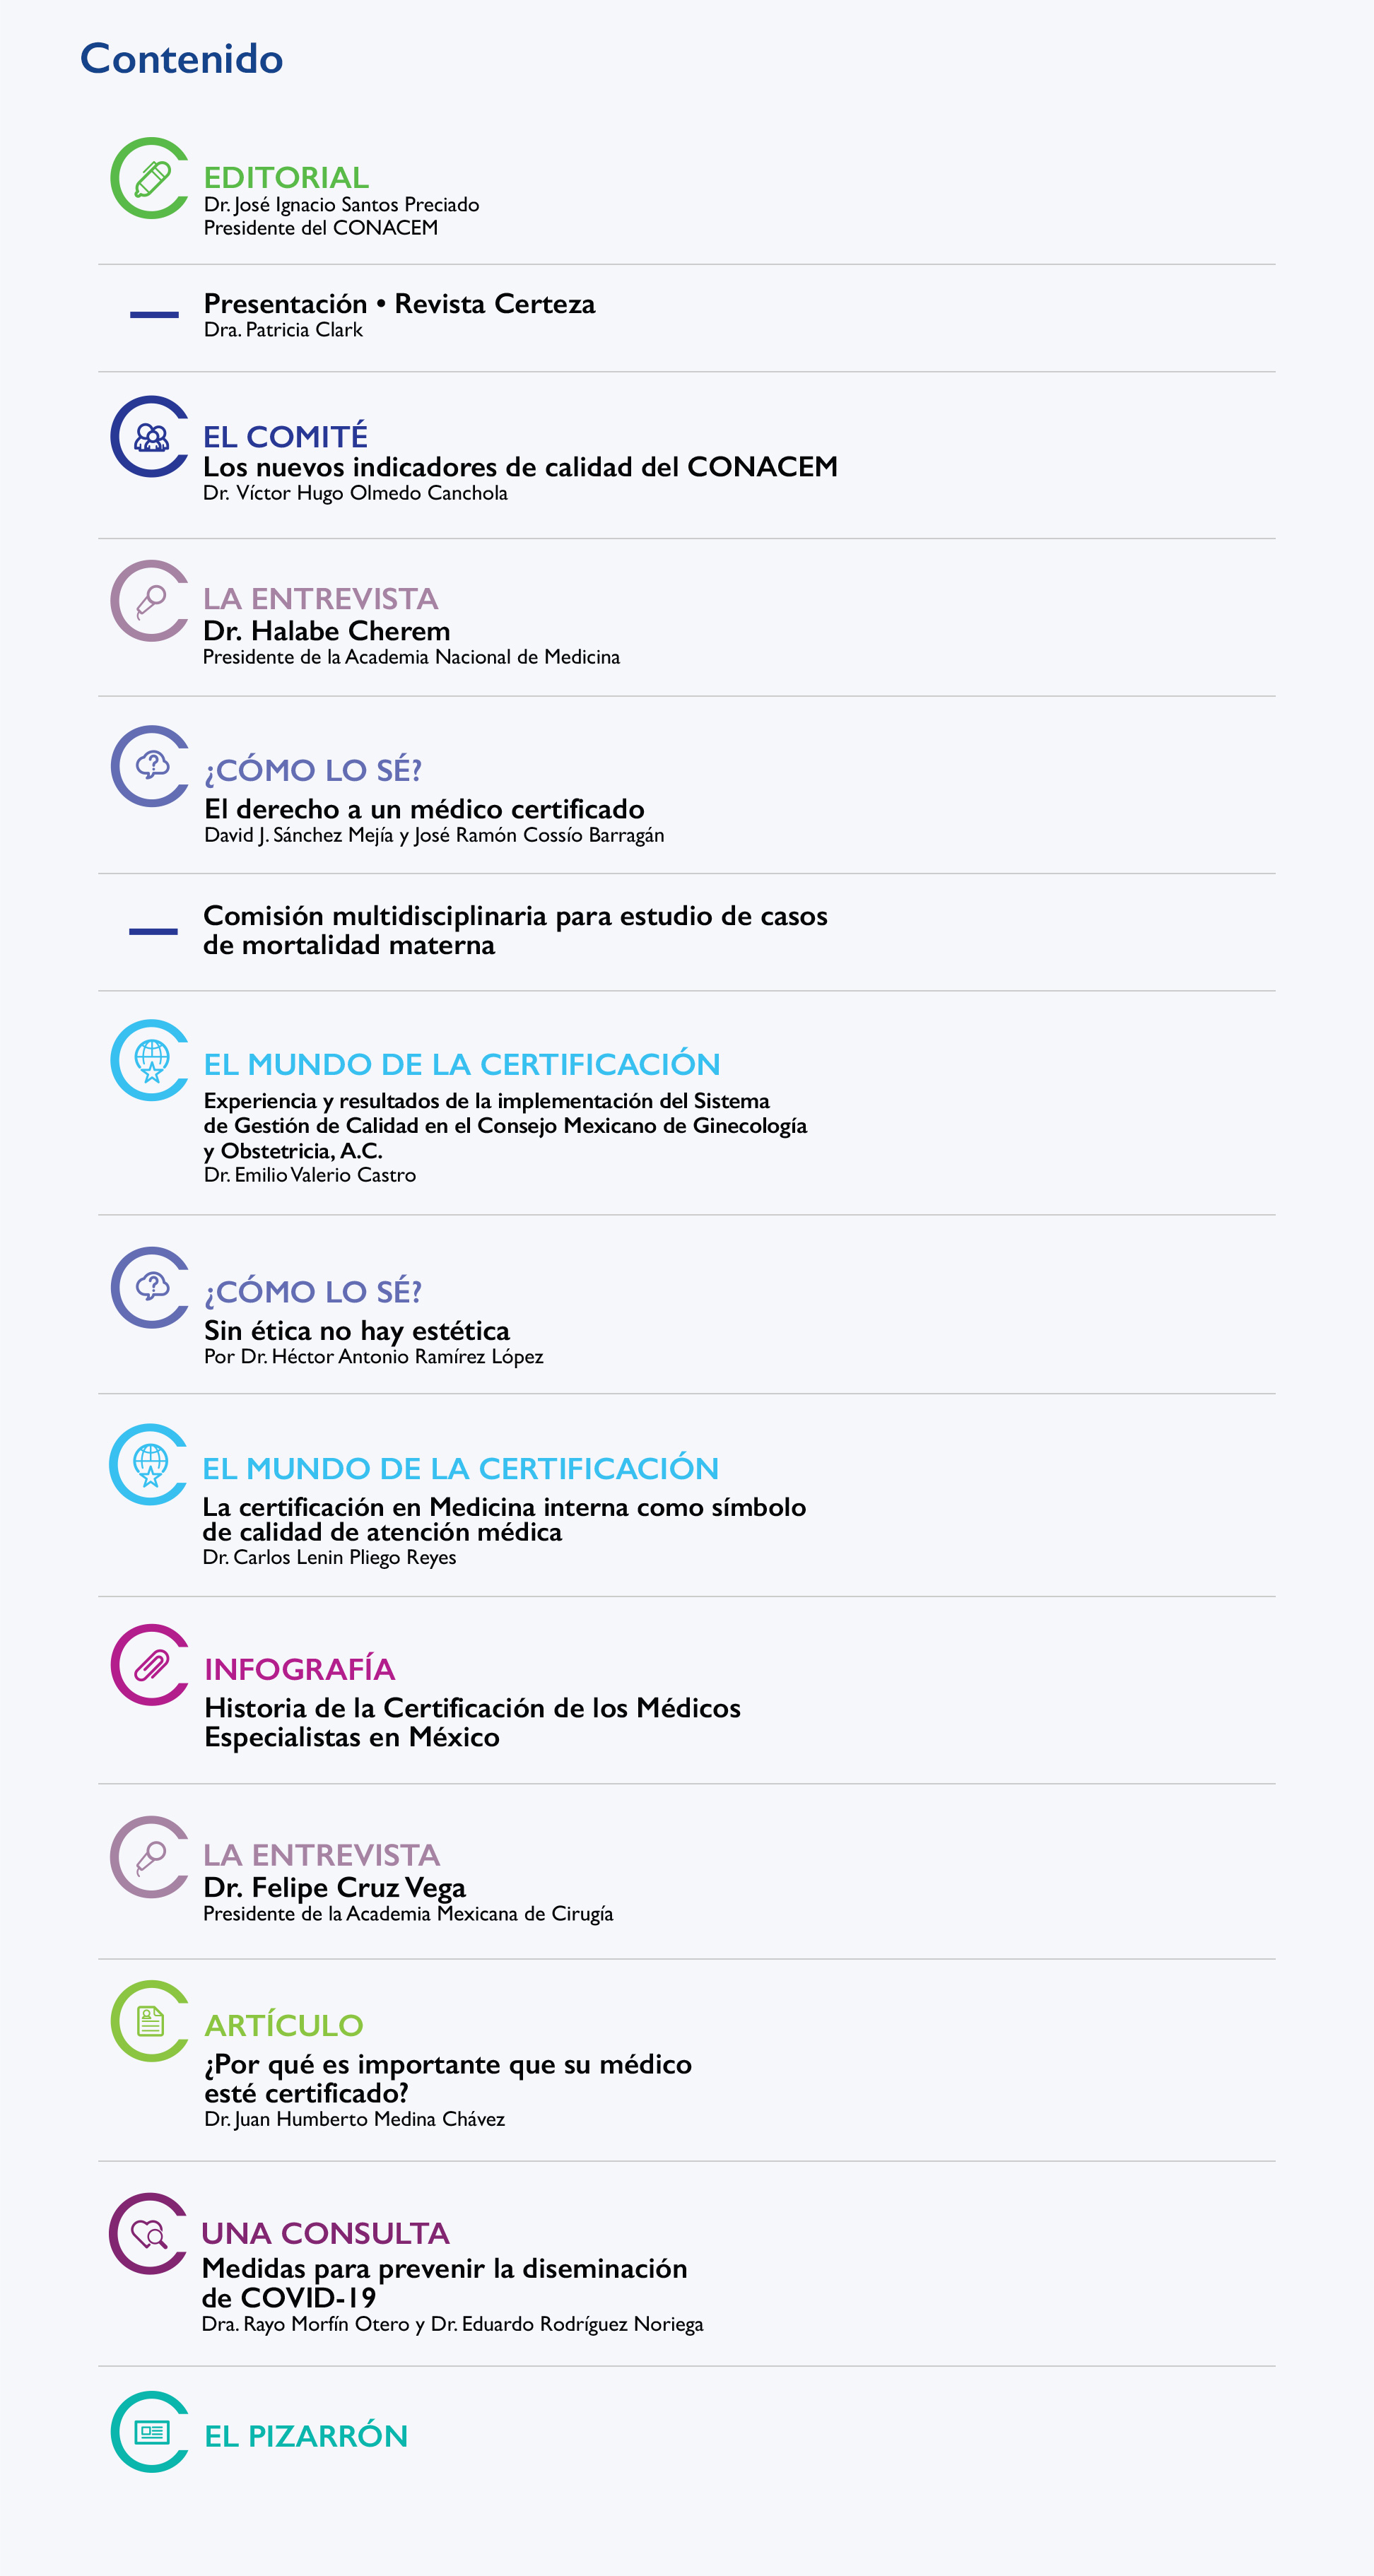 Contenido
EDITORIAL
Dr. José Ignacio Santos Preciado
Presidente del CONACEM
Presentación • Revista Certeza
Dra. Patricia Clark
EL COMITÉ
Los nuevos indicadores de calidad del CONACEM
Dr. Víctor Hugo Olmedo Canchola
LA ENTREVISTA
Dr. Halabe Cherem
Presidente de la Academia Nacional de Medicina
¿CÓMO LO SÉ?
El derecho a un médico certificado
David J. Sánchez Mejía y José Ramón Cossío Barragán
Comisión multidisciplinaria para estudio de casos
de mortalidad materna
EL MUNDO DE LA CERTIFICACIÓN
Experiencia y resultados de la implementación del Sistema
de Gestión de Calidad en el Consejo Mexicano de Ginecología
y Obstetricia, A.C.
Dr. Emilio Valerio Castro
¿CÓMO LO SÉ?
Sin ética no hay estética
Por Dr. Héctor Antonio Ramírez López
EL MUNDO DE LA CERTIFICACIÓN
La certificación en Medicina interna como símbolo
de calidad de atención médica
Dr. Carlos Lenin Pliego Reyes
INFOGRAFÍA
Historia de la Certificación de los Médicos
Especialistas en México
LA ENTREVISTA
Dr. Felipe Cruz Vega
Presidente de la Academia Mexicana de Cirugía
ARTÍCULO
¿Por qué es importante que su médico
esté certificado?
Dr. Juan Humberto Medina Chávez
UNA CONSULTA
Medidas para prevenir la diseminación
de COVID-19
Dra. Rayo Morfín Otero y Dr. Eduardo Rodríguez Noriega
EL PIZARRÓN